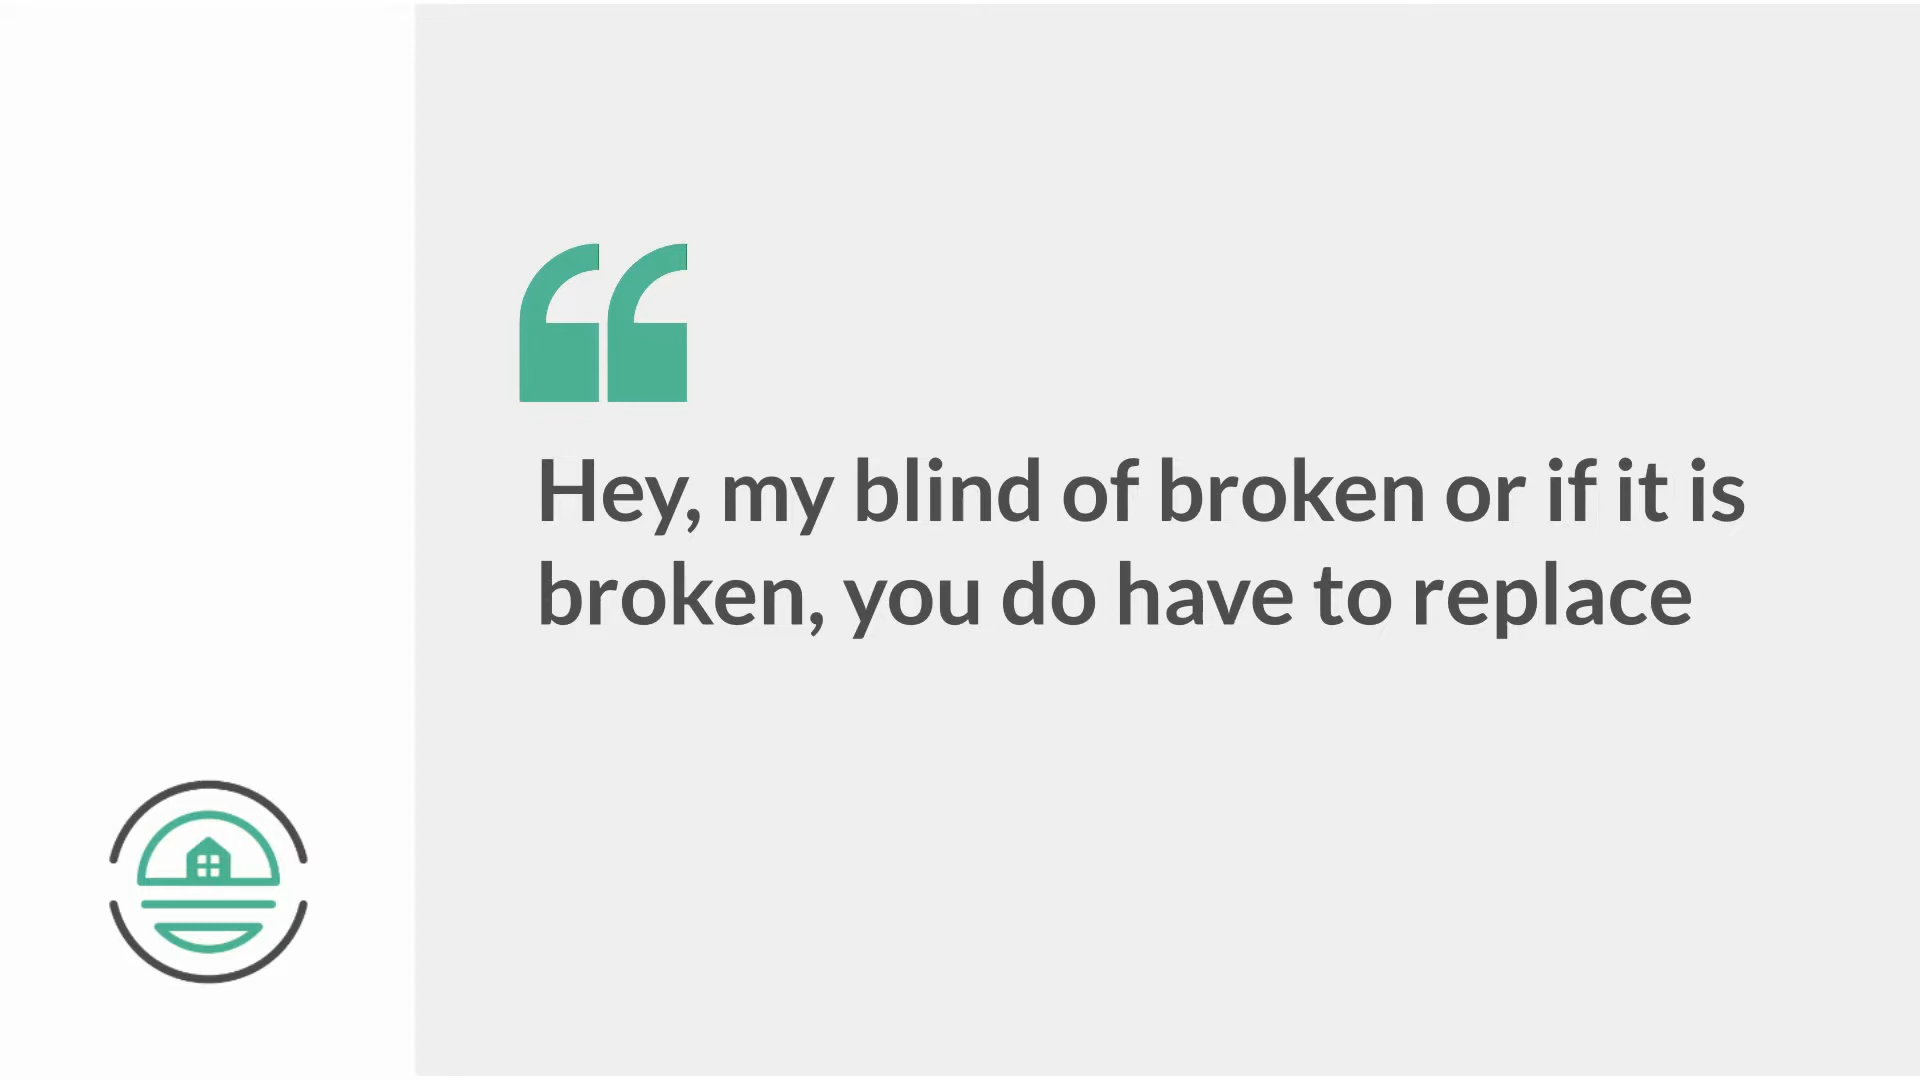 Hey, my blind of broken or if it is
broken, you do have to replace